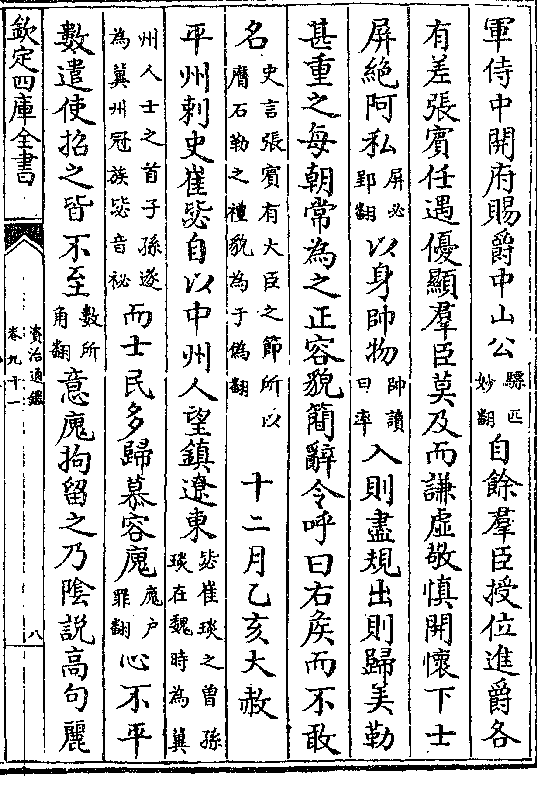 軍侍中開府賜爵中山公驃匹妙翻自餘羣臣授位進爵各
有差張賓任遇優顯羣臣莫及而謙虛敬慎開懷下士
屏絶阿私屏必郢翻以身帥物帥讀曰率入則盡規出則歸美勒
甚重之每朝常為之正容貌簡辭令呼曰右矦而不敢
名史言張賓有大臣之節所以膺石勒之禮貌為于偽翻十二月乙亥大赦
平州刺史崔毖自以中州人望鎮遼東毖崔琰之曾孫琰在魏時為冀
州人士之首子孫遂為冀州冠族毖音祕而士民多歸慕容廆廆户罪翻心不平
數遣使招之皆不至數所角翻意廆拘留之乃陰說高句麗
欽定四庫全書
資治通鑑
卷九十一
八